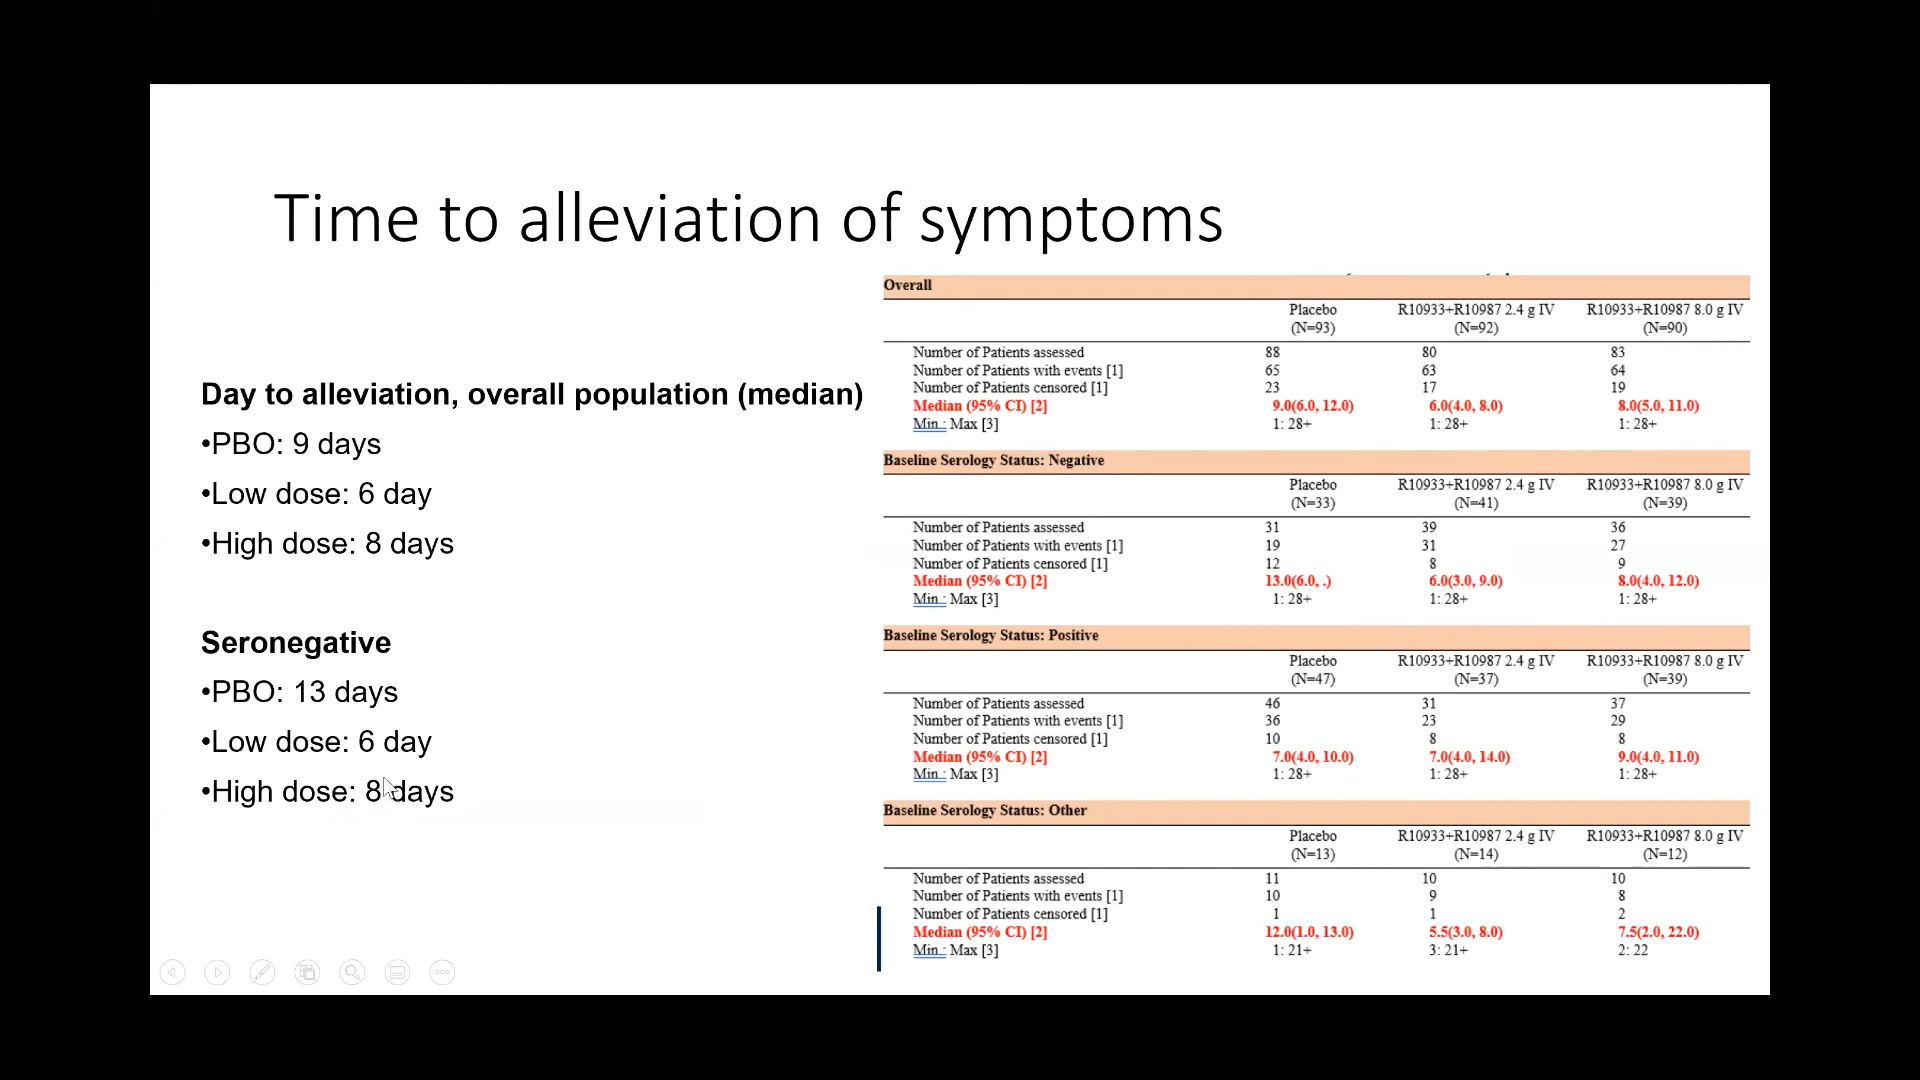 Time to alleviation of symptoms
Day to alleviation, overall population (median)
•PBO: 9 days
•Low dose: 6 day
•High dose: 8 days
Seronegative
•PBO: 13 days
•Low dose: 6 day
•High dose: 8 days
Overall
Placebo R10933+R10987 2.4 g IV R10933+R10987 8.0 g IV
(N=93) (N=92) (N=90)
Number of Patients assessed 88 80 83
Number of Patients with events [1] 65 63 64
Number of Patients censored [1] 23 17 19
Median (95% CI) [2] 9.0(6.0, 12.0) 6.0(4.0, 8.0) 8.0(5.0, 11.0)
Min.: Max [3] 1: 28+ 1: 28+ 1: 28+
Baseline Serology Status: Negative
Placebo R10933+R10987 2.4 g IV R10933+R10987 8.0 g IV
(N=33) (N=41) (N=39)
Number of Patients assessed 31 39 36
Number of Patients with events [1] 19 31 27
Number of Patients censored [1] 12 8 9
Median (95% CI) [2] 13.0(6.0, .) 6.0(3.0, 9.0) 8.0(4.0, 12.0)
Min.: Max [3] 1: 28+ 1: 28+ 1: 28+
Baseline Serology Status: Positive
Placebo R10933+R10987 2.4 g IV R10933+R10987 8.0 g IV
(N=47) (N=37) (N=39)
Number of Patients assessed 46 31 37
Number of Patients with events [1] 36 23 29
Number of Patients censored [1] 10 8 8
Median (95% CI) [2] 7.0(4.0, 10.0) 7.0(4.0, 14.0) 9.0(4.0, 11.0)
Min.: Max [3] 1: 28+ 1: 28+ 1: 28+
Baseline Serology Status: Other
Placebo R10933+R10987 2.4 g IV R10933+R10987 8.0 g IV
(N=13) (N=14) (N=12)
Number of Patients assessed 11 10 10
Number of Patients with events [1] 10 9 8
Number of Patients censored [1] 1 1 2
Median (95% CI) [2] 12.0(1.0, 13.0) 5.5(3.0, 8.0) 7.5(2.0, 22.0)
Min.: Max [3] 1: 21+ 3: 21+ 2: 22